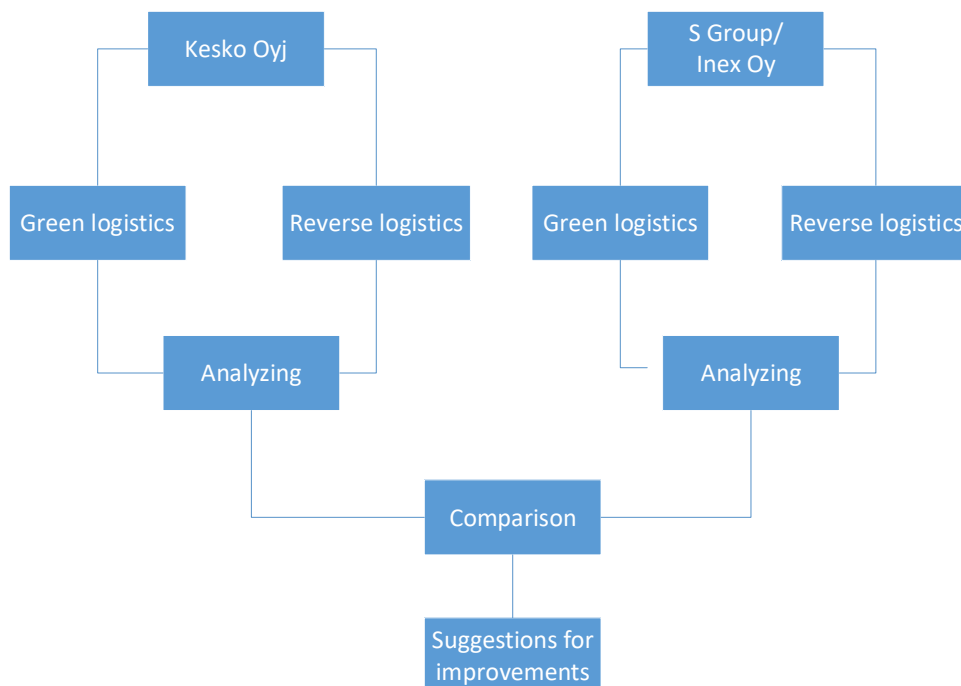 Kesko Oyj
S Group/
Inex Oy
Green logistics
Reverse logistics
Green logistics
Reverse logistics
Analyzing
Analyzing
Comparison
Suggestions for
improvements